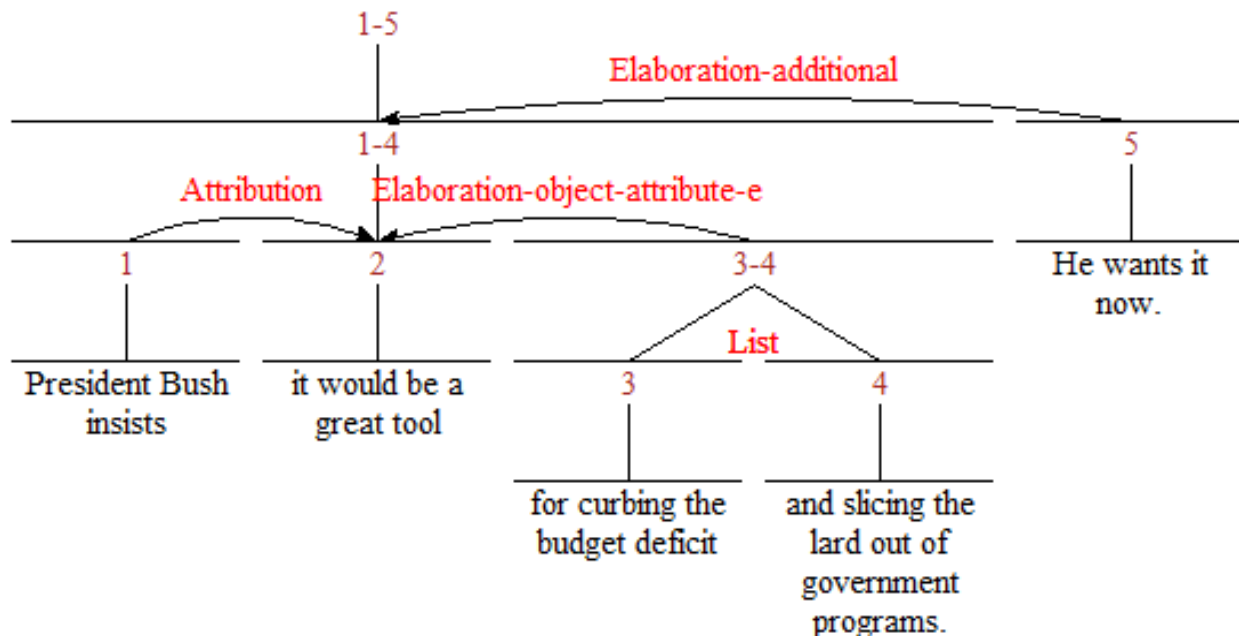 1-5
Elaboration-additional
1-4
5
Attribution
Elaboration-object-attribute-e
1
2
3-4
He wants it
now.
List
President Bush
insists
it would be a
great tool
3
4
for curbing the
budget deficit
and slicing the
lard out of
government
programs.